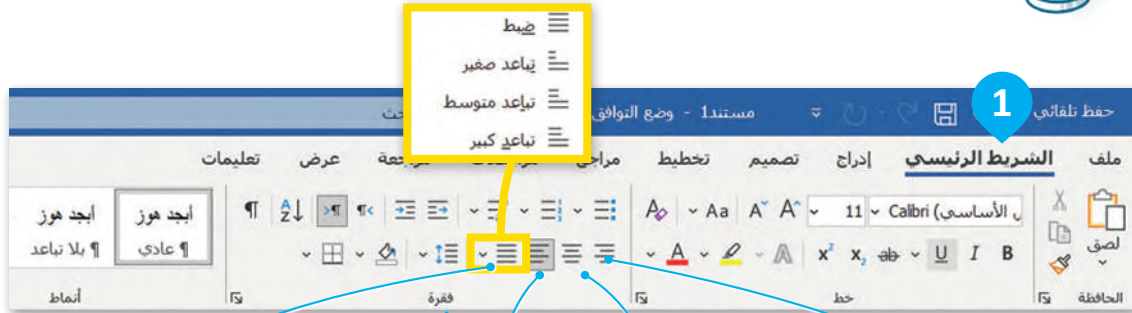 ضبط
تباعد صغير
تباعد متوسط
تباعد كبير
حفظ تلقائي
1
مستند1 - وضع التوافق
ملف
الشريط الرئيسي
إدراج
تصميم
تخطيط
عرض
تعليمات
لصق
Calibri (الأساسي
11
A A
Aa
A
B I U ab x₂ x² A A
¶
A
Z
أبجد هوز
¶ عادي
أبجد هوز
¶ بلا تباعد
الحافظة
خط
فقرة
أنماط